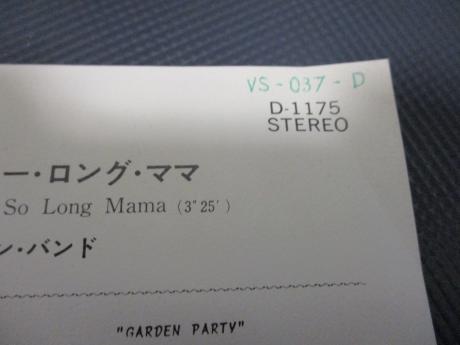 VS-037-D
D-1175
STEREO
ー・ロング・ママ
So Long Mama (3"25')
ン・バンド
"GARDEN PARTY"